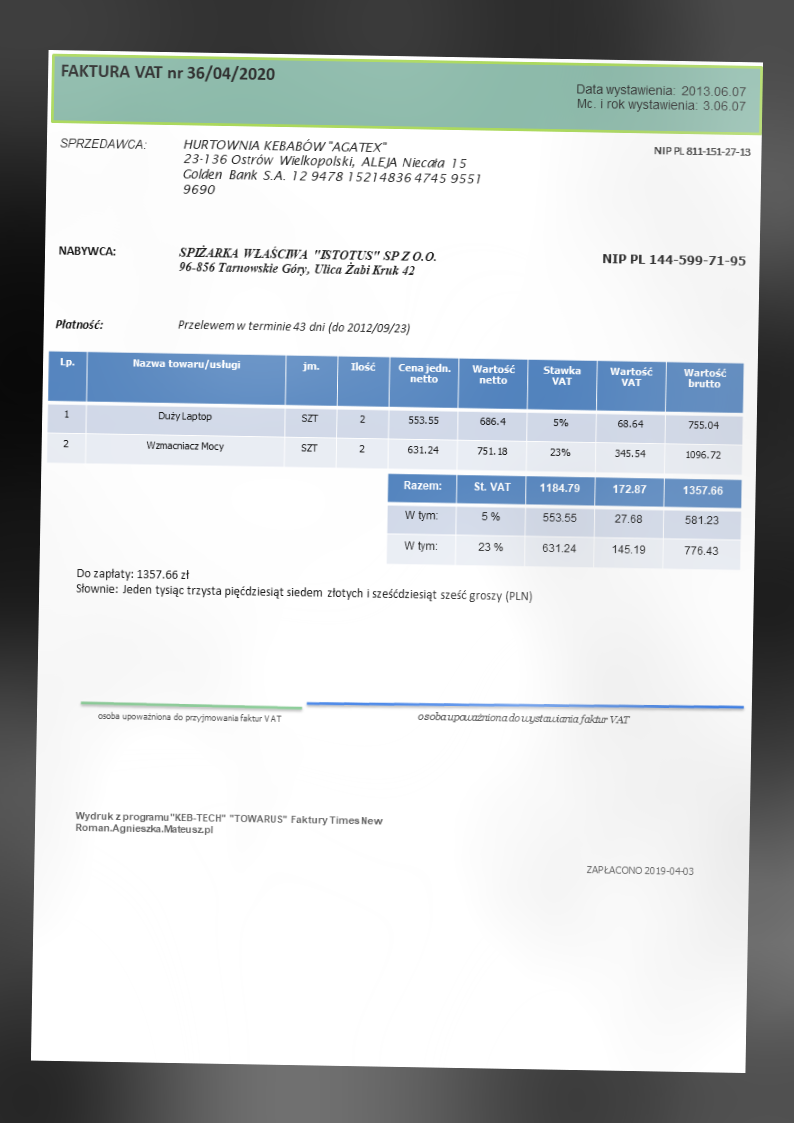 FAKTURA VAT nr 36/04/2020
Data wystawienia: 2013.06.07
Mc. i rok wystawienia: 3.06.07
SPRZEDAWCA:
HURTOWNIA KEBABÓW "AGATEX"
23-136 Ostrów Wielkopolski, ALEJA Niecała 15
Golden Bank S.A. 12 9478 15214836 4745 9551
9690
NIP PL 811-151-27-13
NABYWCA:
SPIŻARKA WŁAŚCIWA "ISTOTUS" SP Z O.O.
96-856 Tarnowskie Góry, Ulica Żabi Kruk 42
NIP PL 144-599-71-95
Płatność: Przelewem w terminie 43 dni (do 2012/09/23)
Lp. Nazwa towaru/usługi jm. Ilość Cena jedn. netto Wartość netto Stawka VAT Wartość VAT Wartość brutto
1 Duży Laptop SZT 2 553.55 686.4 5% 68.64 755.04
2 Wzmacniacz Mocy SZT 2 631.24 751.18 23% 345.54 1096.72
Razem: St. VAT 1184.79 172.87 1357.66
W tym: 5 % 553.55 27.68 581.23
W tym: 23 % 631.24 145.19 776.43
Do zapłaty: 1357.66 zł
Słownie: Jeden tysiąc trzysta pięćdziesiąt siedem złotych i sześćdziesiąt sześć groszy (PLN)
osoba upoważniona do przyjmowania faktur VAT
osoba upoważniona do wystawiania faktur VAT
Wydruk z programu "KEB-TECH" "TOWARUS" Faktury Times New
Roman.Agnieszka.Mateusz.pl
ZAPŁACONO 2019-04-03